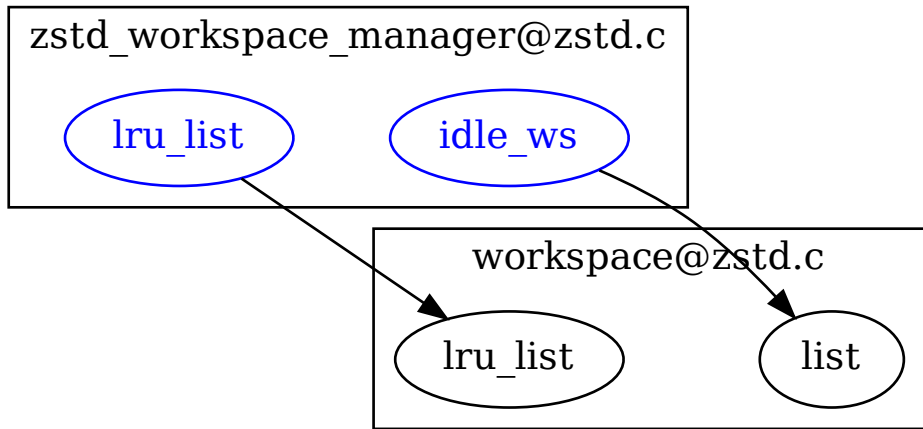 zstd_workspace_manager@zstd.c
lru_list
idle_ws
workspace@zstd.c
lru_list
list